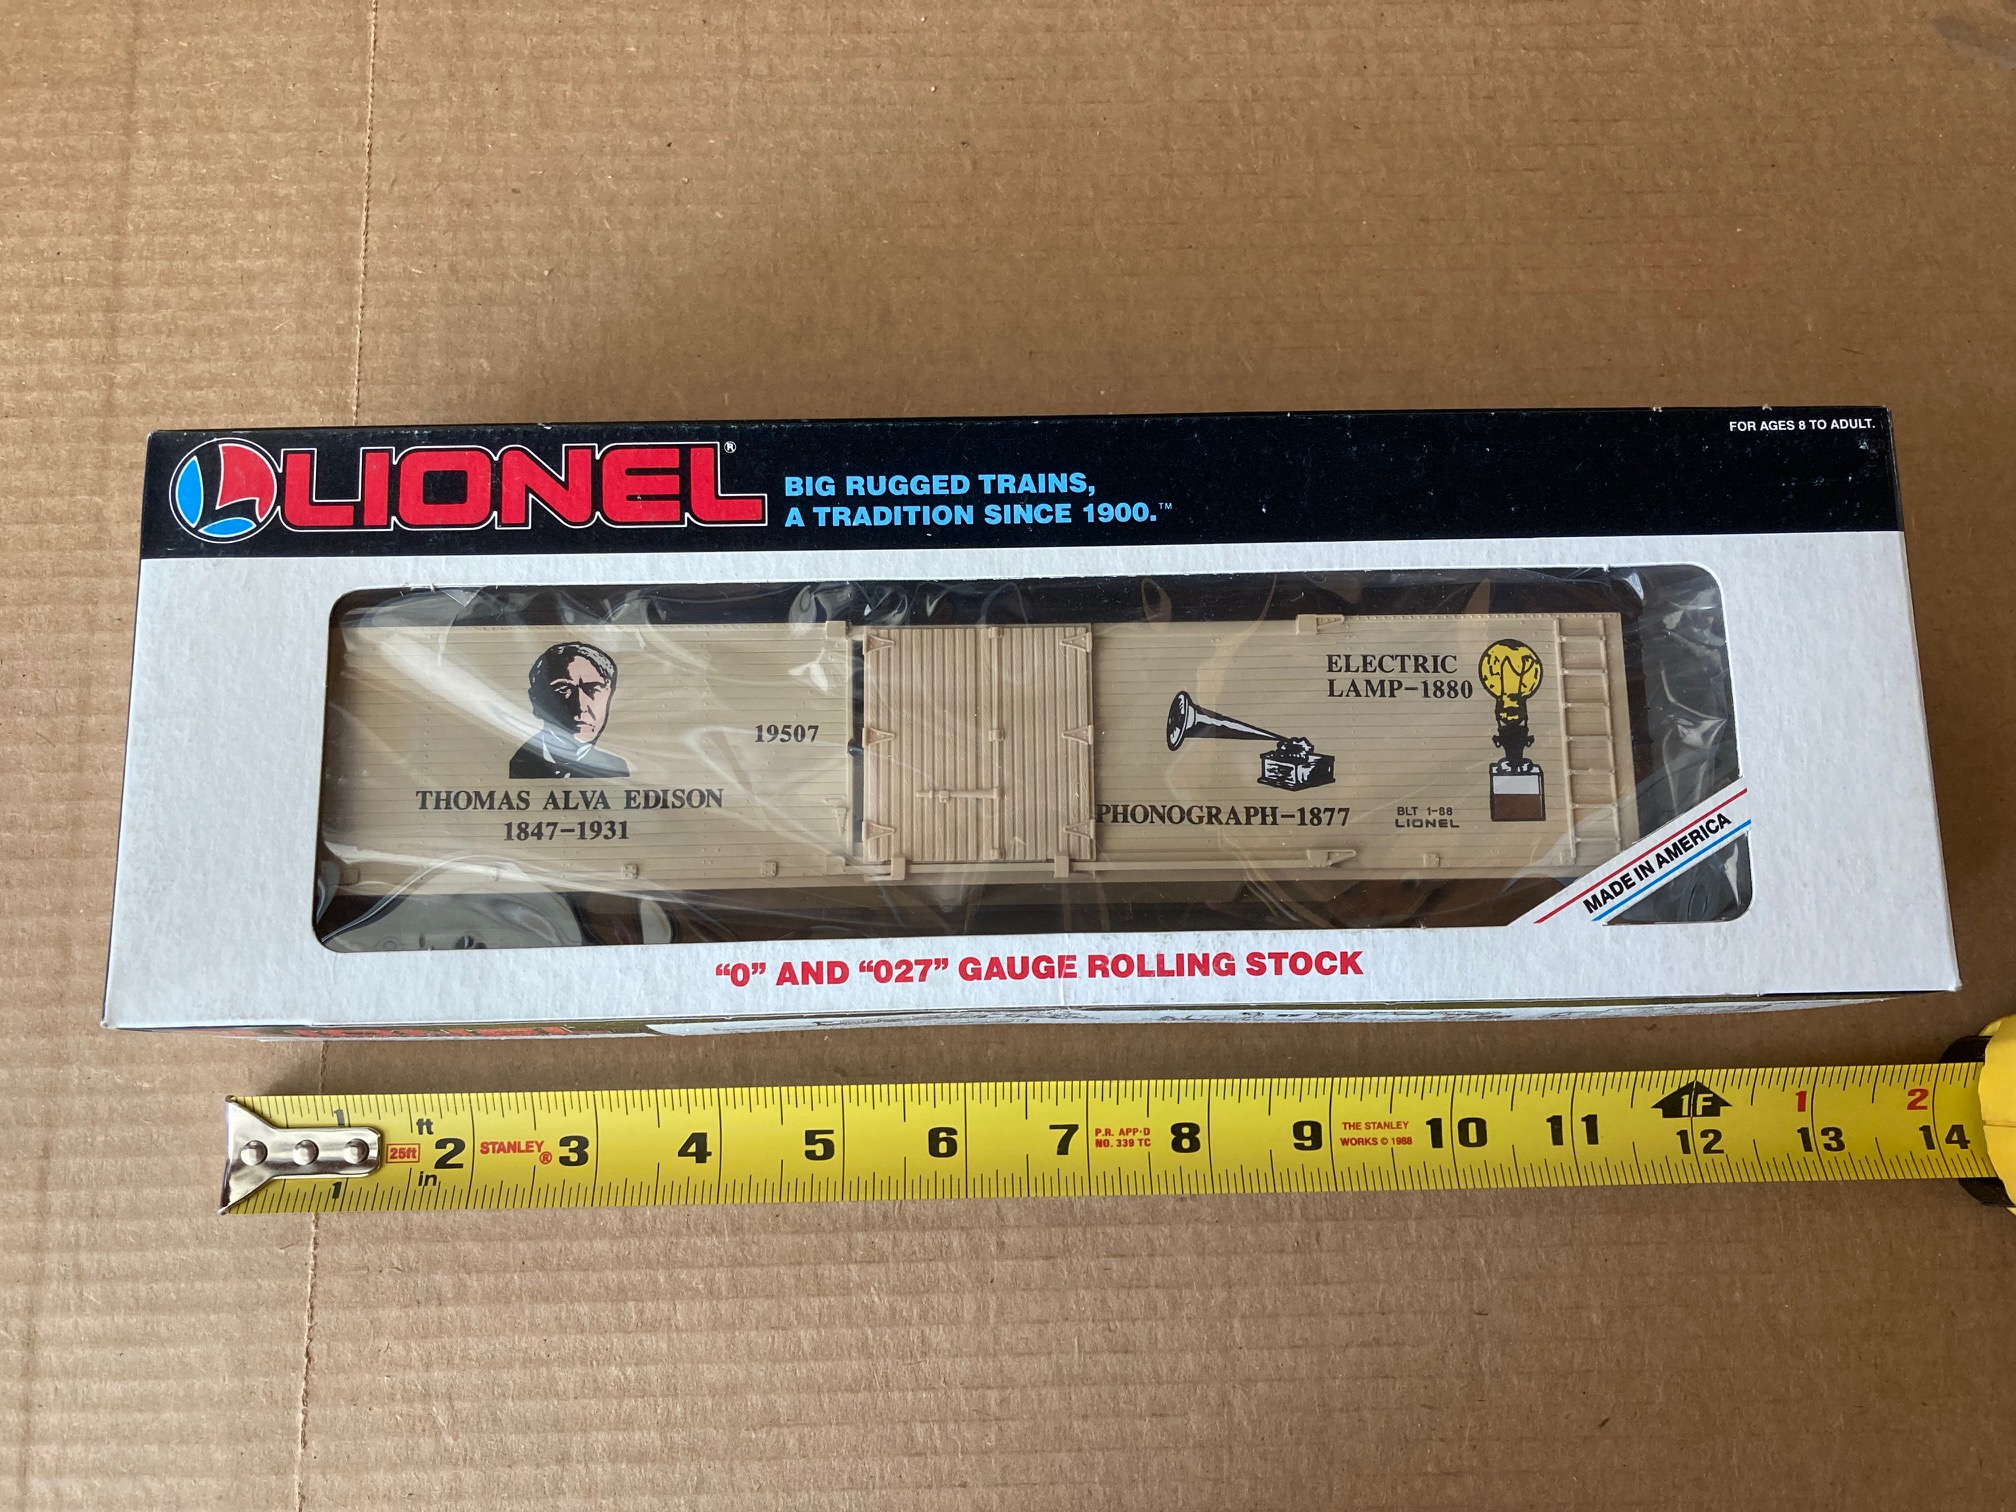 FOR AGES 8 TO ADULT.
LIONEL®
BIG RUGGED TRAINS,
A TRADITION SINCE 1900.™
THOMAS ALVA EDISON
1847-1931
19507
ELECTRIC
LAMP-1880
PHONOGRAPH-1877
BLT 1-88
LIONEL
MADE IN AMERICA
"O" AND "027" GAUGE ROLLING STOCK
1 ft 2 STANLEY® 3 4 5 6 7 8 9 10 11 12 13 14
25ft in 1
P.R. APP'D
NO. 339 TC
THE STANLEY
WORKS © 1988
1F 1 2